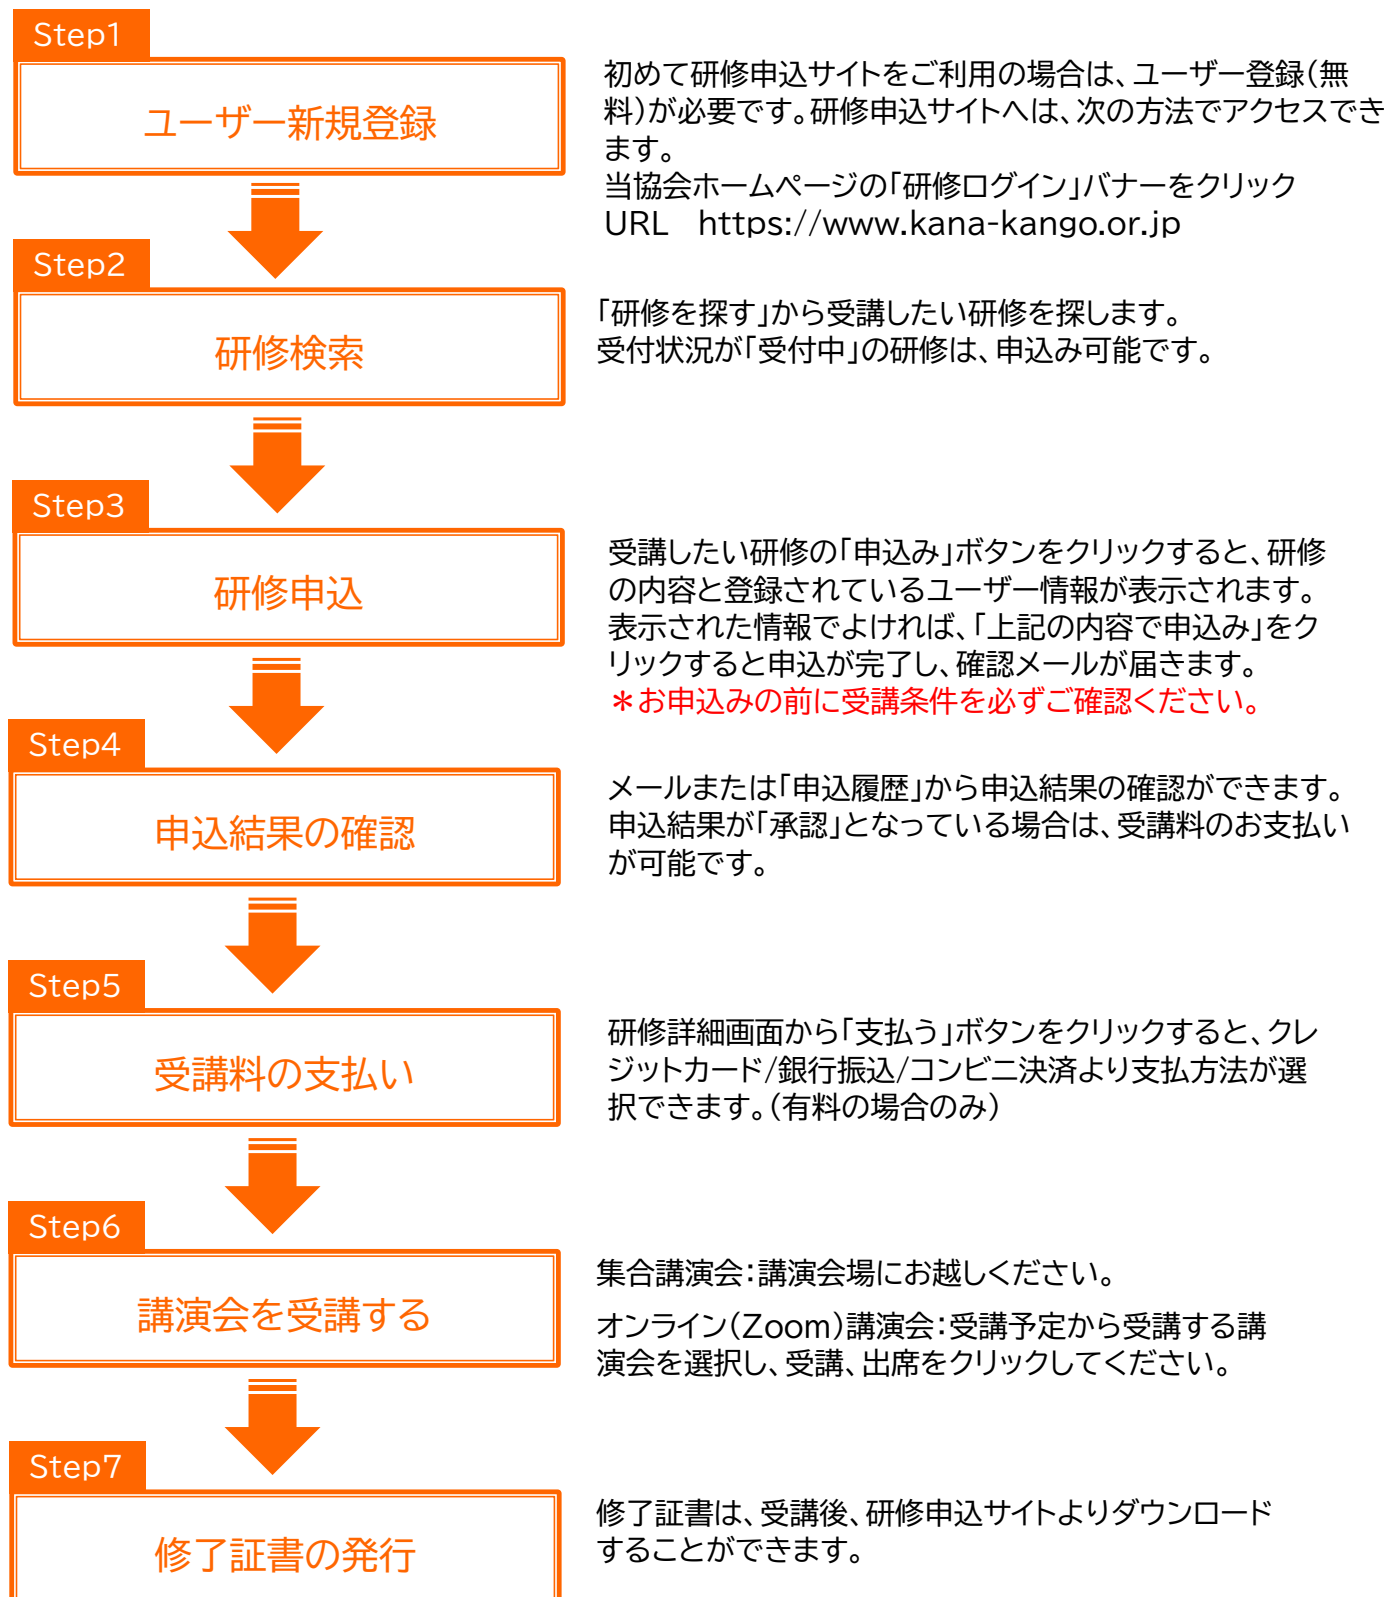 Step1
ユーザー新規登録
初めて研修申込サイトをご利用の場合は、ユーザー登録(無
料)が必要です。研修申込サイトへは、次の方法でアクセスでき
ます。
当協会ホームページの「研修ログイン」バナーをクリック
URL https://www.kana-kango.or.jp
Step2
研修検索
「研修を探す」から受講したい研修を探します。
受付状況が「受付中」の研修は、申込み可能です。
Step3
研修申込
受講したい研修の「申込み」ボタンをクリックすると、研修
の内容と登録されているユーザー情報が表示されます。
表示された情報でよければ、「上記の内容で申込み」をク
リックすると申込が完了し、確認メールが届きます。
＊お申込みの前に受講条件を必ずご確認ください。
Step4
申込結果の確認
メールまたは「申込履歴」から申込結果の確認ができます。
申込結果が「承認」となっている場合は、受講料のお支払い
が可能です。
Step5
受講料の支払い
研修詳細画面から「支払う」ボタンをクリックすると、クレ
ジットカード/銀行振込/コンビニ決済より支払方法が選
択できます。(有料の場合のみ)
Step6
講演会を受講する
集合講演会：講演会場にお越しください。
オンライン(Zoom)講演会：受講予定から受講する講
演会を選択し、受講、出席をクリックしてください。
Step7
修了証書の発行
修了証書は、受講後、研修申込サイトよりダウンロード
することができます。